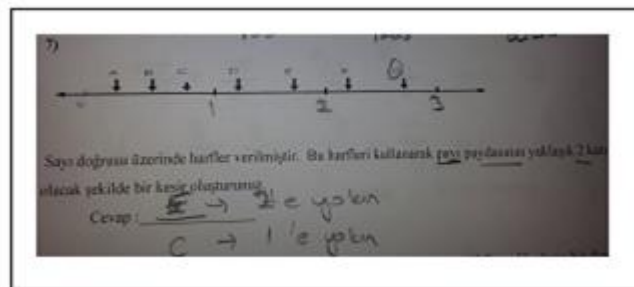 7)
1 2 3
Sayı doğrusu üzerinde harfler verilmiştir. Bu harfleri kullanarak payı paydasının yaklaşık 2 katı
olacak şekilde bir kesir oluşturunuz.
Cevap: E → 2'e yakın
C → 1'e yakın